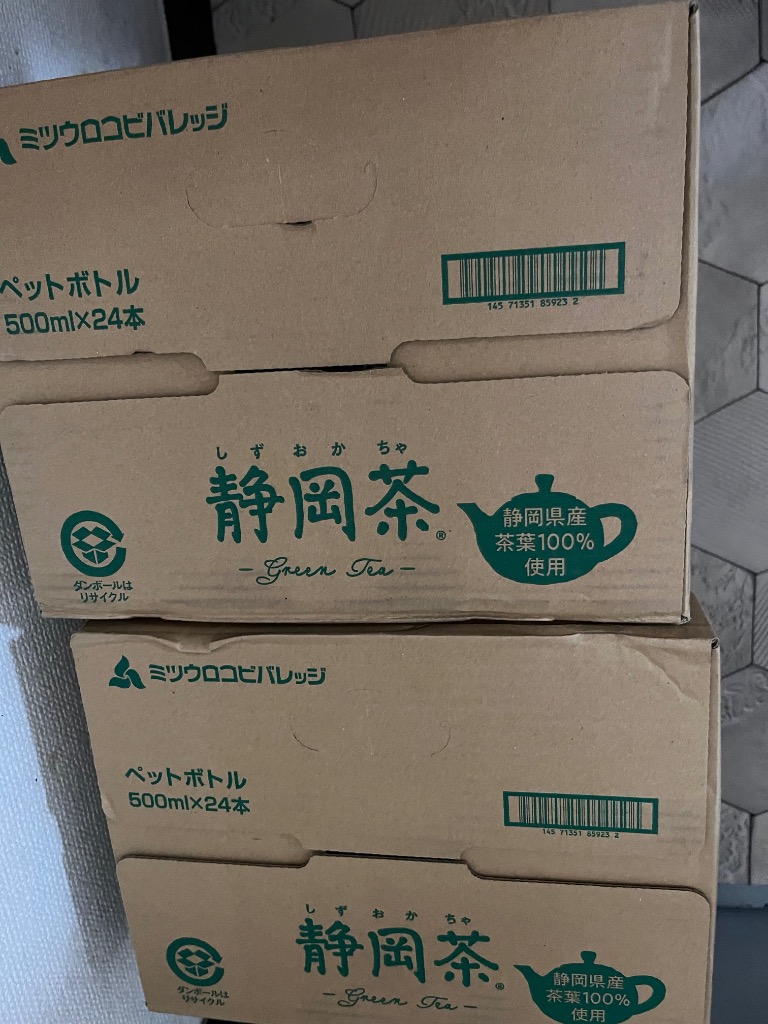 ミツウロコビバレッジ
ペットボトル
500ml×24本
145 71351 85923 2
しずおかちゃ
静岡茶®
Green Tea
静岡県産
茶葉100%
使用
ダンボールは
リサイクル
ミツウロコビバレッジ
ペットボトル
500ml×24本
145 71351 85923 2
しずおかちゃ
静岡茶®
Green Tea
静岡県産
茶葉100%
使用
ダンボールは
リサイクル